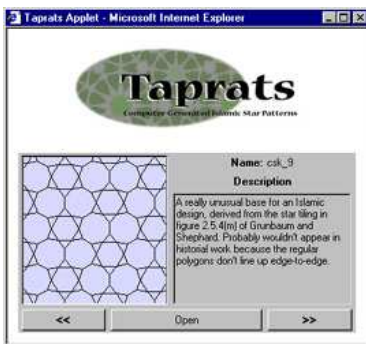 Taprats Applet - Microsoft Internet Explorer
Taprats
Computer Generated Islamic Star Patterns
Name: csk_9
Description
A really unusual base for an Islamic
design, derived from the star tiling in
figure 2.5.4(m) of Grunbaum and
Shephard. Probably wouldn't appear in
historial work because the regular
polygons don't line up edge-to-edge.
<<
Open
>>